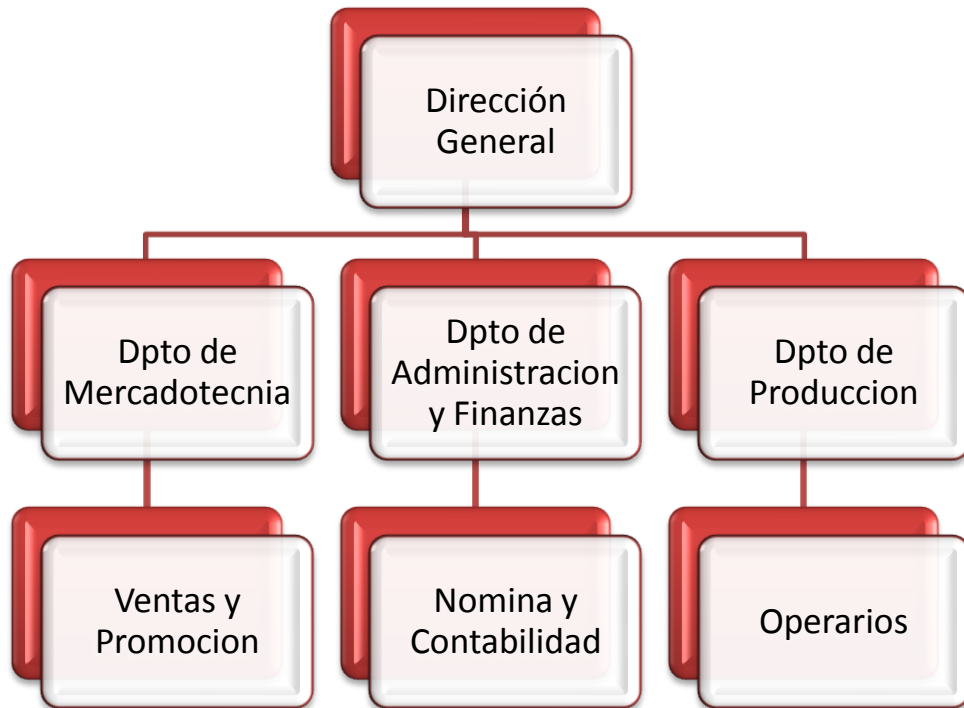 Dirección
General
Dpto de
Mercadotecnia
Dpto de
Administracion
y Finanzas
Dpto de
Produccion
Ventas y
Promocion
Nomina y
Contabilidad
Operarios